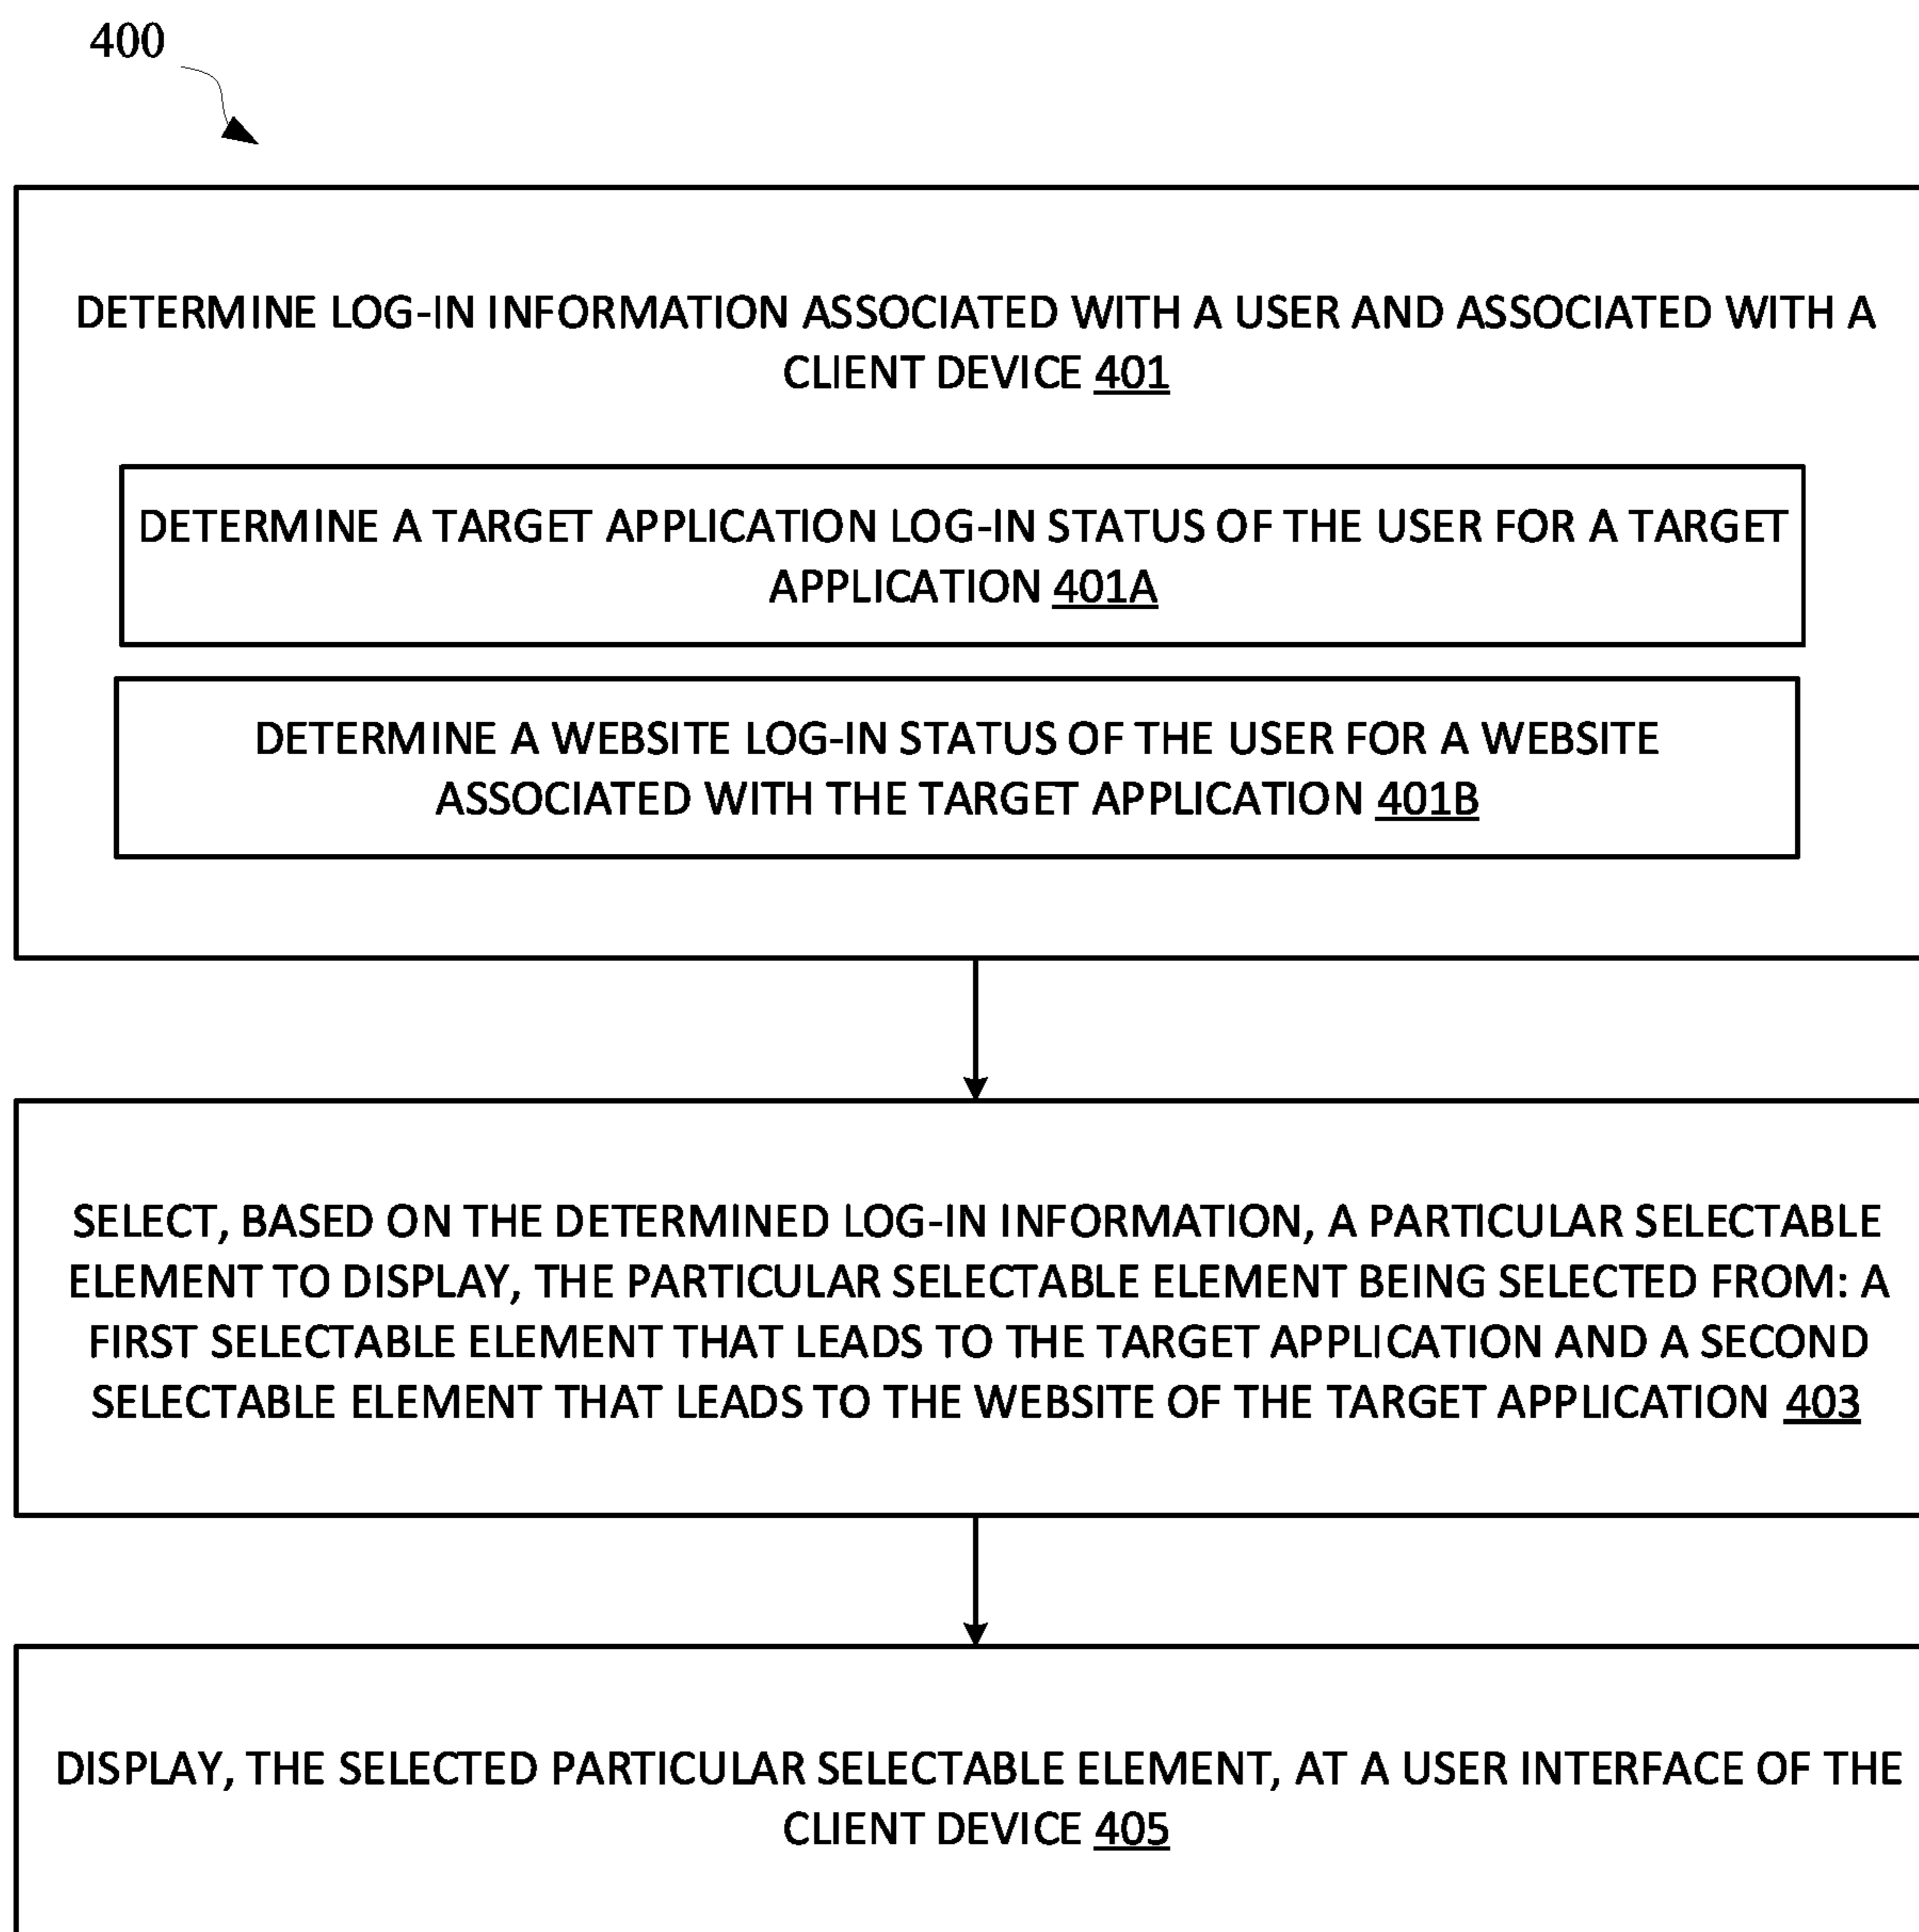 400
DETERMINE LOG-IN INFORMATION ASSOCIATED WITH A USER AND ASSOCIATED WITH A
CLIENT DEVICE 401
DETERMINE A TARGET APPLICATION LOG-IN STATUS OF THE USER FOR A TARGET
APPLICATION 401A
DETERMINE A WEBSITE LOG-IN STATUS OF THE USER FOR A WEBSITE
ASSOCIATED WITH THE TARGET APPLICATION 401B
SELECT, BASED ON THE DETERMINED LOG-IN INFORMATION, A PARTICULAR SELECTABLE
ELEMENT TO DISPLAY, THE PARTICULAR SELECTABLE ELEMENT BEING SELECTED FROM: A
FIRST SELECTABLE ELEMENT THAT LEADS TO THE TARGET APPLICATION AND A SECOND
SELECTABLE ELEMENT THAT LEADS TO THE WEBSITE OF THE TARGET APPLICATION 403
DISPLAY, THE SELECTED PARTICULAR SELECTABLE ELEMENT, AT A USER INTERFACE OF THE
CLIENT DEVICE 405